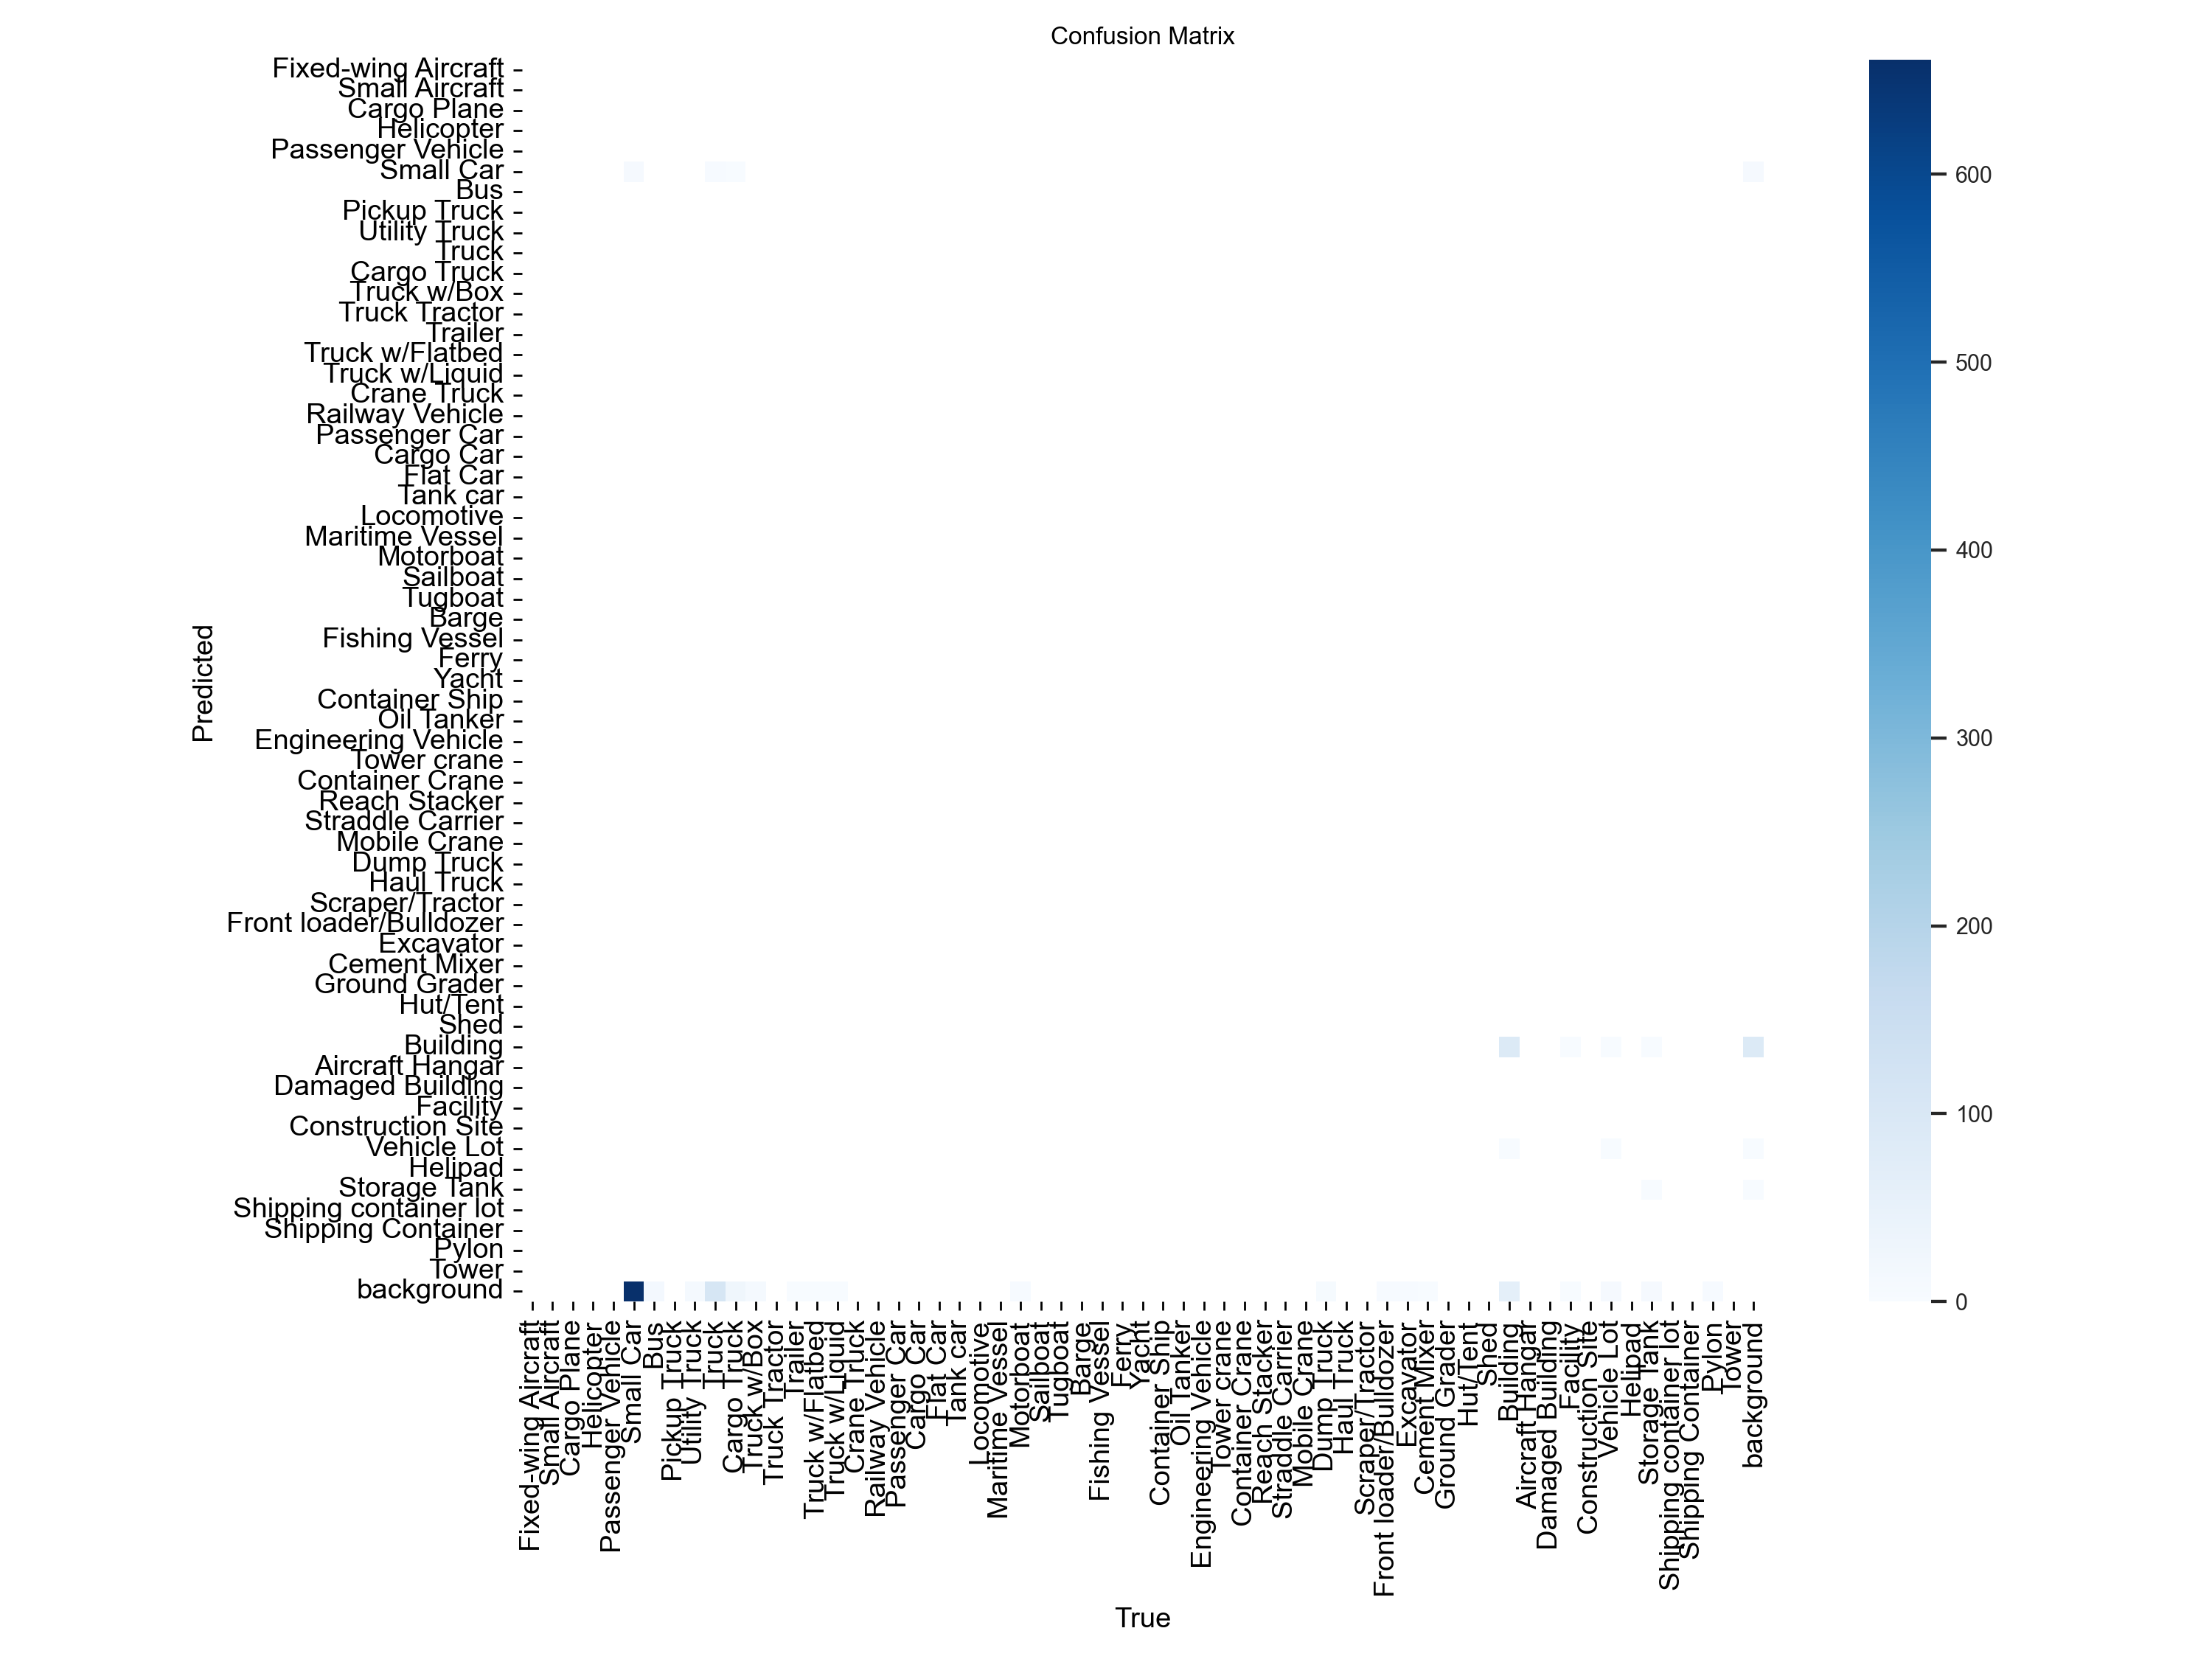 Confusion Matrix
Fixed-wing Aircraft
Small Aircraft
Cargo Plane
Helicopter
Passenger Vehicle
Small Car
Bus
Pickup Truck
Utility Truck
Truck
Cargo Truck
Truck w/Box
Truck Tractor
Trailer
Truck w/Flatbed
Truck w/Liquid
Crane Truck
Railway Vehicle
Passenger Car
Cargo Car
Flat Car
Tank car
Locomotive
Maritime Vessel
Motorboat
Sailboat
Tugboat
Barge
Fishing Vessel
Ferry
Yacht
Container Ship
Oil Tanker
Engineering Vehicle
Tower crane
Container Crane
Reach Stacker
Straddle Carrier
Mobile Crane
Dump Truck
Haul Truck
Scraper/Tractor
Front loader/Bulldozer
Excavator
Cement Mixer
Ground Grader
Hut/Tent
Shed
Building
Aircraft Hangar
Damaged Building
Facility
Construction Site
Vehicle Lot
Helipad
Storage Tank
Shipping container lot
Shipping Container
Pylon
Tower
background
Predicted
Fixed-wing Aircraft
Small Aircraft
Cargo Plane
Helicopter
Passenger Vehicle
Small Car
Bus
Pickup Truck
Utility Truck
Truck
Cargo Truck
Truck w/Box
Truck Tractor
Trailer
Truck w/Flatbed
Truck w/Liquid
Crane Truck
Railway Vehicle
Passenger Car
Cargo Car
Flat Car
Tank car
Locomotive
Maritime Vessel
Motorboat
Sailboat
Tugboat
Barge
Fishing Vessel
Ferry
Yacht
Container Ship
Oil Tanker
Engineering Vehicle
Tower crane
Container Crane
Reach Stacker
Straddle Carrier
Mobile Crane
Dump Truck
Haul Truck
Scraper/Tractor
Front loader/Bulldozer
Excavator
Cement Mixer
Ground Grader
Hut/Tent
Shed
Building
Aircraft Hangar
Damaged Building
Facility
Construction Site
Vehicle Lot
Helipad
Storage Tank
Shipping container lot
Shipping Container
Pylon
Tower
background
True
600
500
400
300
200
100
0